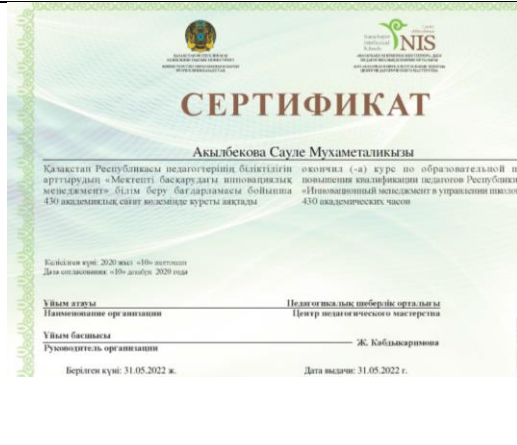 NIS
СЕРТИФИКАТ
Акылбекова Сауле Мухаметаликызы
Қазақстан Республикасы педагогтерінің біліктілігін
арттырудың «Мектепті басқарудағы инновациялық
менеджмент» білім беру бағдарламасы бойынша
430 академиялық сағат көлемінде курсты аяқтады
окончил (-а) курс по образовательной п
повышения квалификации педагогов Республики
«Инновационный менеджмент в управлении школо
430 академических часов
Келісілген күні: 2020 жыл «10» желтоқсан
Дата согласования: «10» декабря 2020 года
Ұйым атауы
Наименование организации
Педагогикалық шеберлік орталығы
Центр педагогического мастерства
Ұйым басшысы
Руководитель организации
Ж. Кабдыкаримова
Берілген күні: 31.05.2022 ж.
Дата выдачи: 31.05.2022 г.